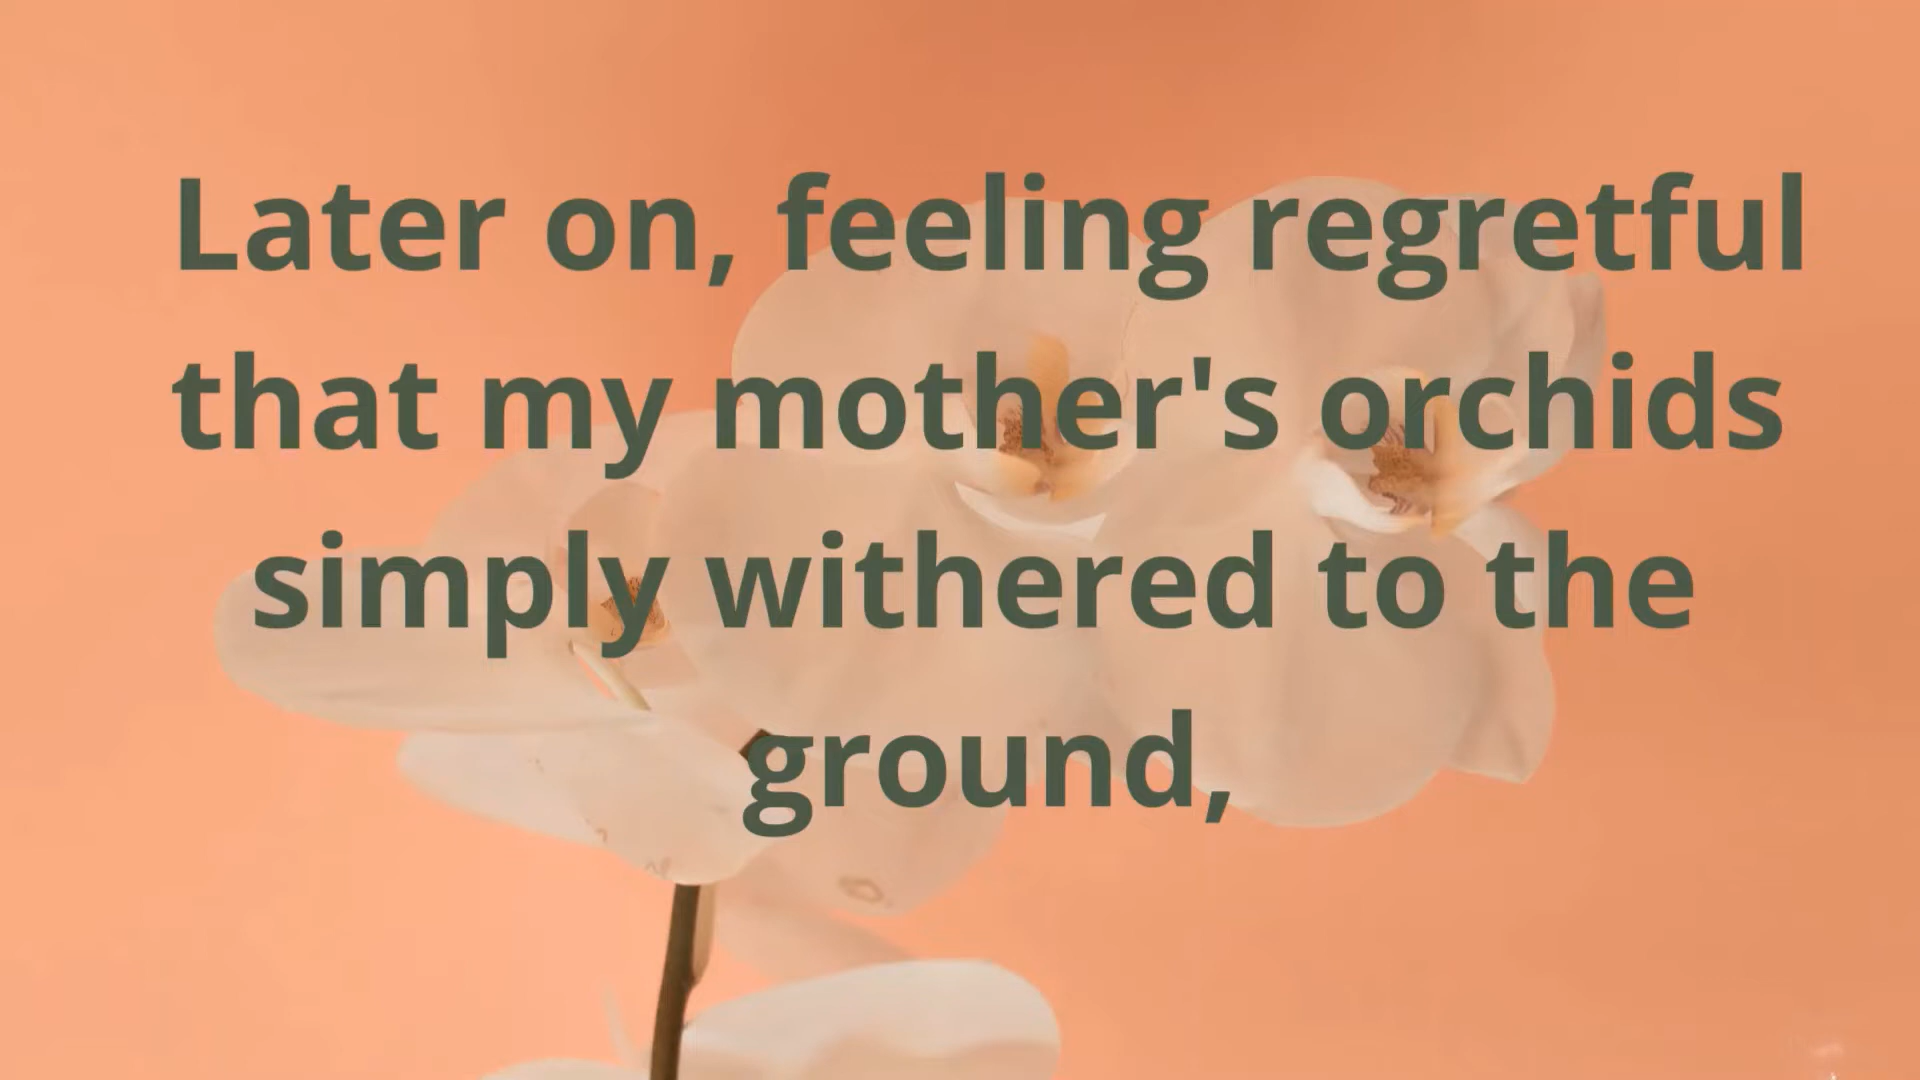 Later on, feeling regretful
that my mother's orchids
simply withered to the
ground,